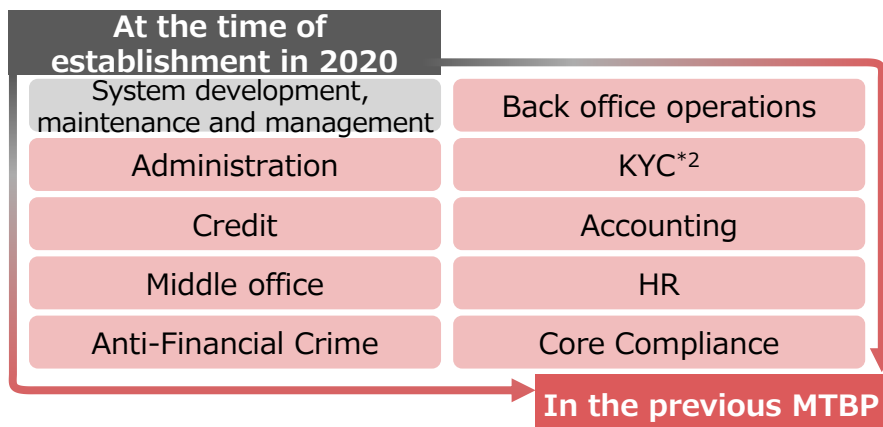 At the time of
establishment in 2020
System development,
maintenance and management
Back office operations
Administration
KYC*2
Credit
Accounting
Middle office
HR
Anti-Financial Crime
Core Compliance
In the previous MTBP